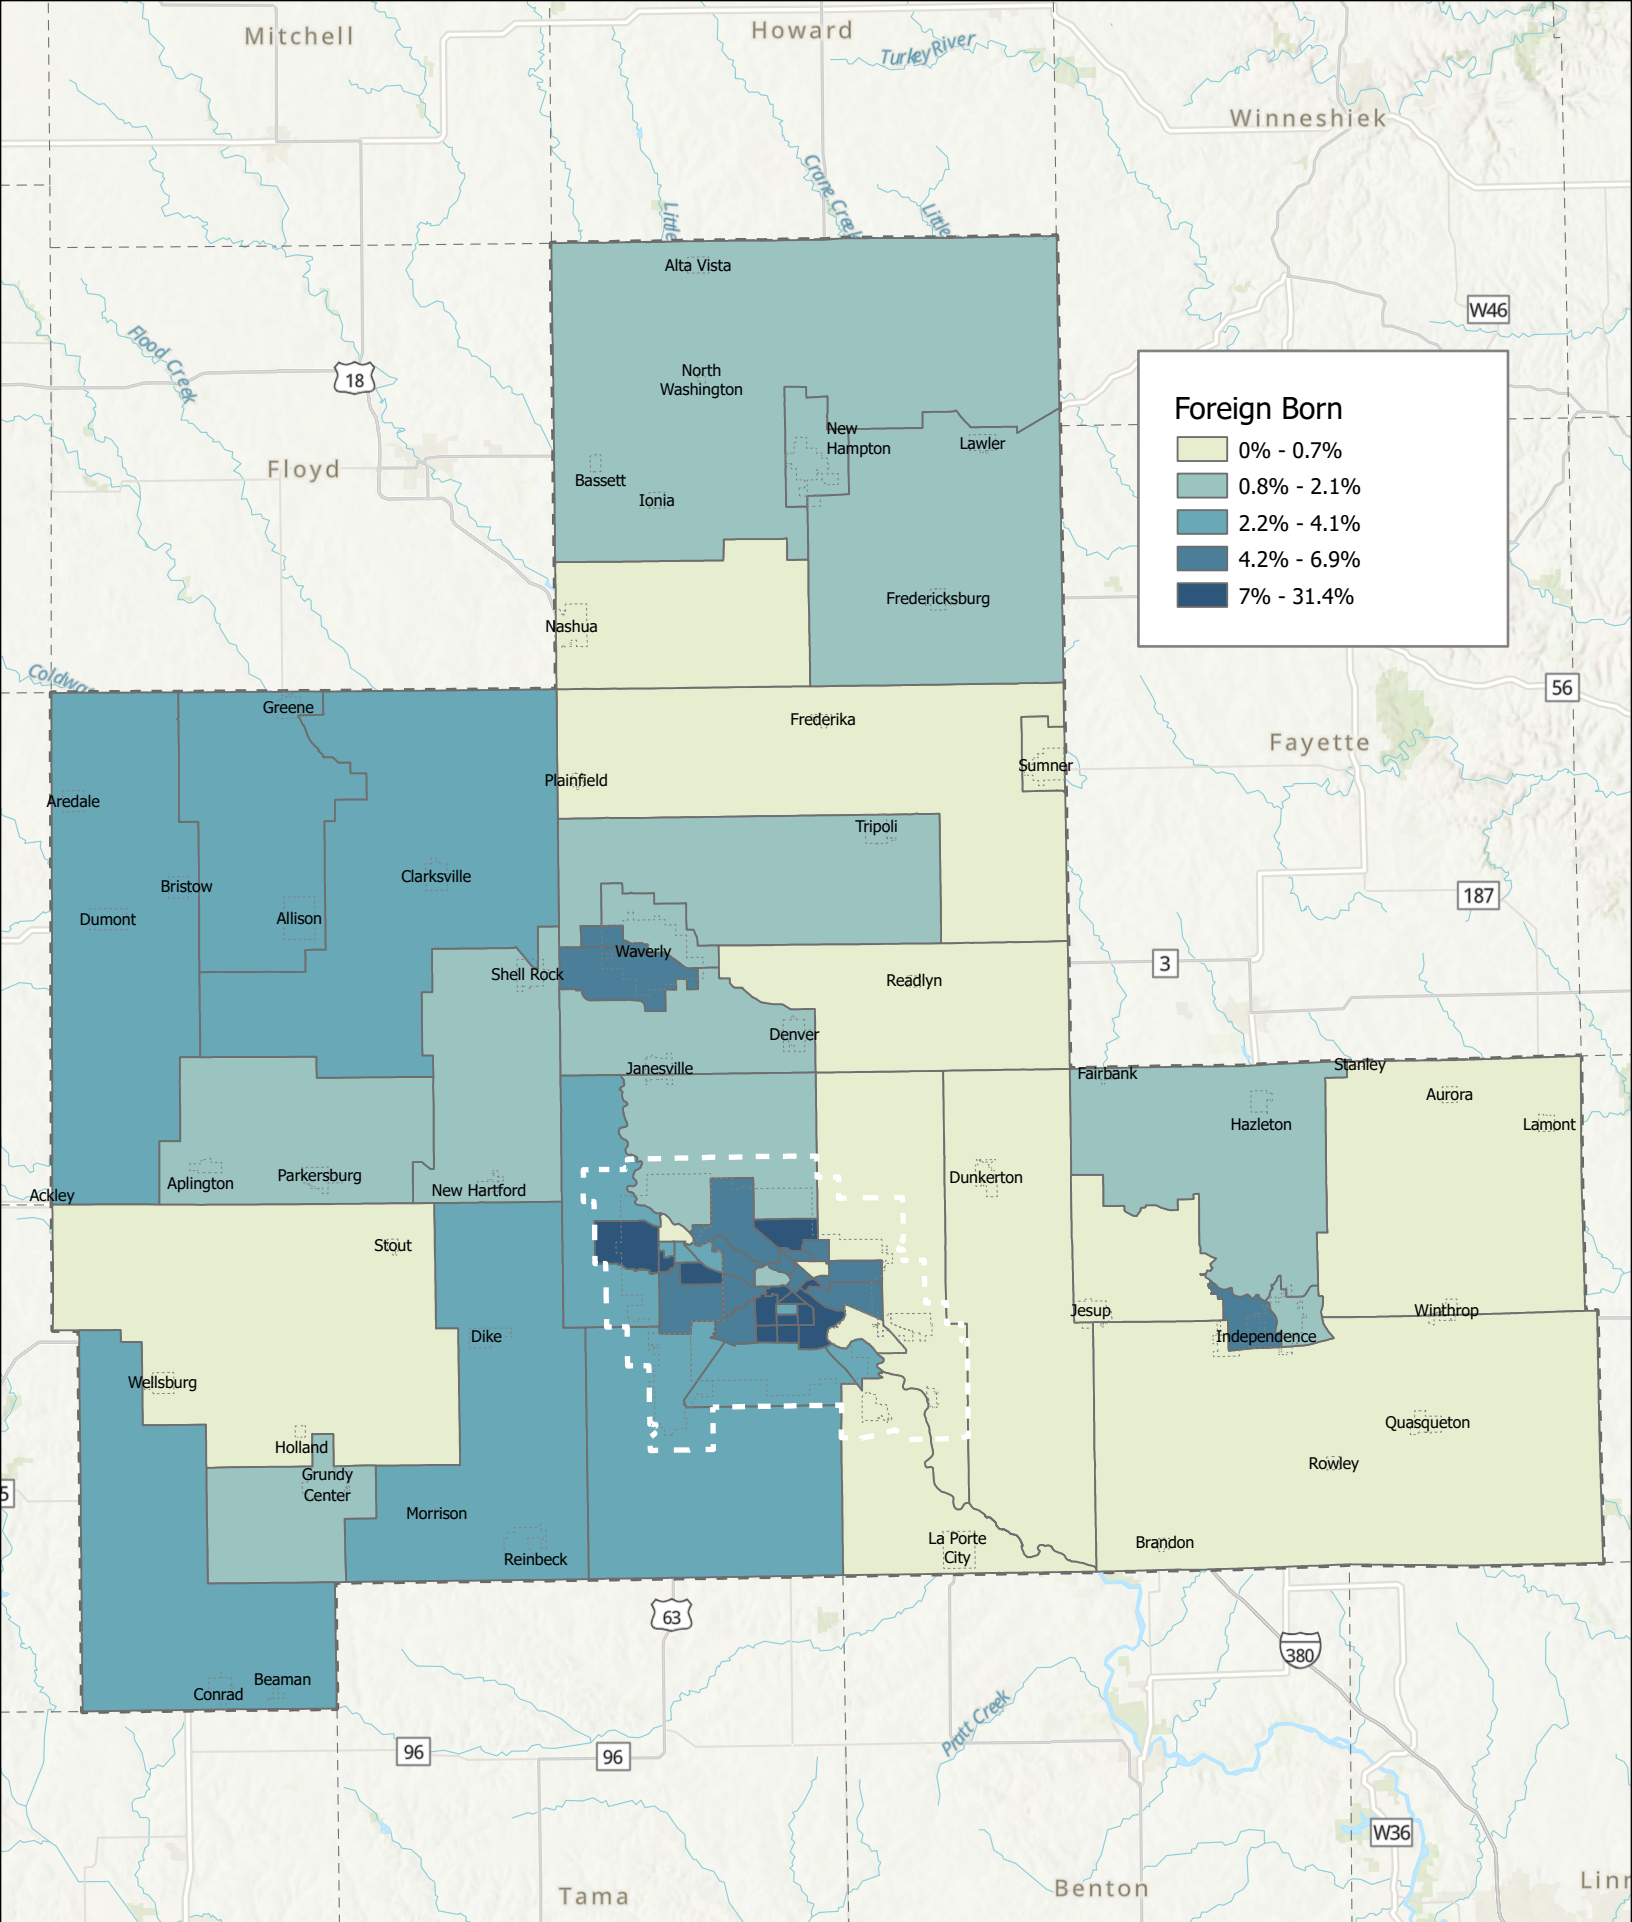 Mitchell
Howard
Turkey River
Winneshiek
Crane Creek
Little
Little
Flood Creek
18
Floyd
W46
Alta Vista
North
Washington
New
Hampton
Lawler
Bassett
Ionia
Fredericksburg
Nashua
Foreign Born
0% - 0.7%
0.8% - 2.1%
2.2% - 4.1%
4.2% - 6.9%
7% - 31.4%
56
Fayette
Greene
Frederika
Sumner
Plainfield
Aredale
Tripoli
Clarksville
Bristow
Dumont
Allison
187
Waverly
Shell Rock
Readlyn
3
Denver
Janesville
Fairbank
Stanley
Aurora
Hazleton
Lamont
Aplington
Parkersburg
New Hartford
Dunkerton
Ackley
Stout
Jesup
Winthrop
Dike
Independence
Wellsburg
Quasqueton
Holland
Rowley
Grundy
Center
5
Morrison
Reinbeck
La Porte
City
Brandon
63
380
Conrad
Beaman
Pratt Creek
96
96
W36
Tama
Benton